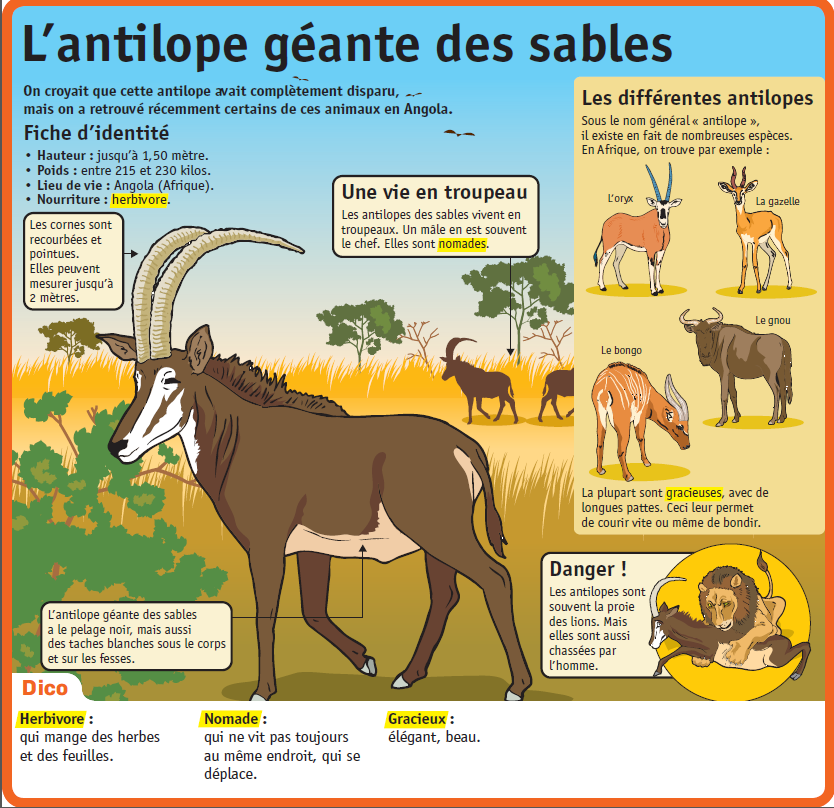 L'antilope géante des sables
On croyait que cette antilope avait complètement disparu,
mais on a retrouvé récemment certains de ces animaux en Angola.
Fiche d'identité
• Hauteur : jusqu'à 1,50 mètre.
• Poids : entre 215 et 230 kilos.
• Lieu de vie : Angola (Afrique).
• Nourriture : herbivore.
Les cornes sont
recourbées et
pointues.
Elles peuvent
mesurer jusqu'à
2 mètres.
Une vie en troupeau
Les antilopes des sables vivent en
troupeaux. Un mâle en est souvent
le chef. Elles sont nomades.
Les différentes antilopes
Sous le nom général « antilope »,
il existe en fait de nombreuses espèces.
En Afrique, on trouve par exemple :
L'oryx
La gazelle
Le gnou
Le bongo
La plupart sont gracieuses, avec de
longues pattes. Ceci leur permet
de courir vite ou même de bondir.
Danger !
Les antilopes sont
souvent la proie
des lions. Mais
elles sont aussi
chassées par
l'homme.
L'antilope géante des sables
a le pelage noir, mais aussi
des taches blanches sous le corps
et sur les fesses.
Dico
Herbivore :
qui mange des herbes
et des feuilles.
Nomade :
qui ne vit pas toujours
au même endroit, qui se
déplace.
Gracieux :
élégant, beau.